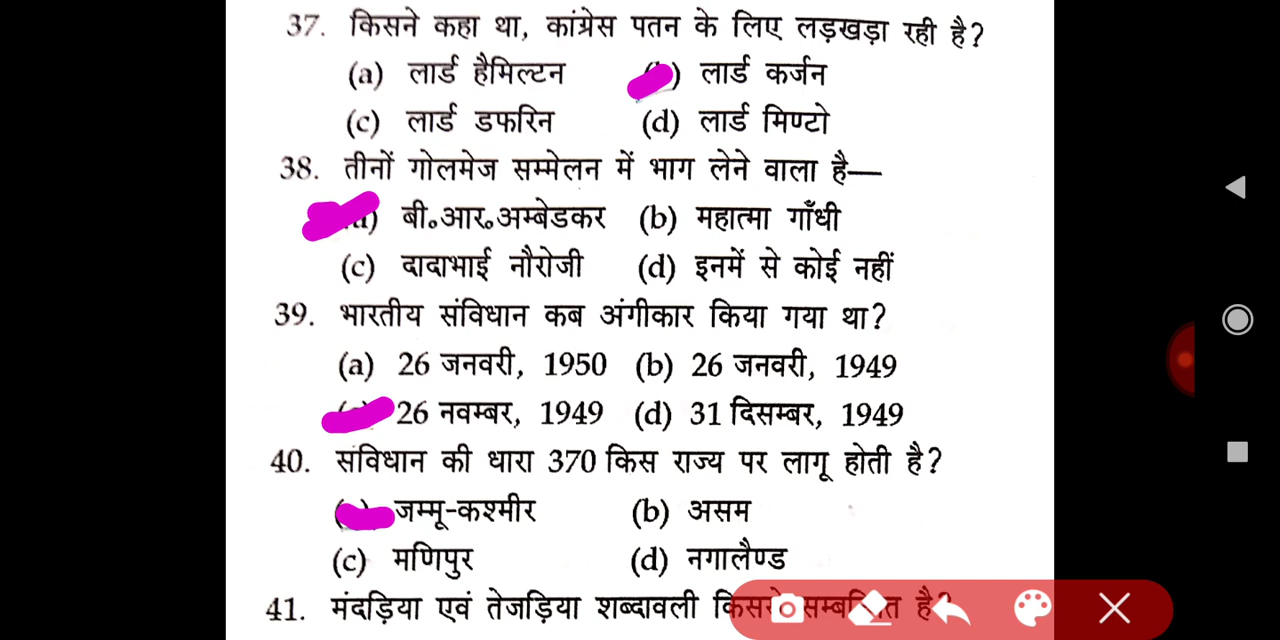 37. किसने कहा था, कांग्रेस पतन के लिए लड़खड़ा रही है?
(a) लार्ड हैमिल्टन ) लार्ड कर्जन
(c) लार्ड डफरिन (d) लार्ड मिण्टो
38. तीनों गोलमेज सम्मेलन में भाग लेने वाला है—
बी॰आर॰अम्बेडकर (b) महात्मा गाँधी
(c) दादाभाई नौरोजी (d) इनमें से कोई नहीं
39. भारतीय संविधान कब अंगीकार किया गया था?
(a) 26 जनवरी, 1950 (b) 26 जनवरी, 1949
26 नवम्बर, 1949 (d) 31 दिसम्बर, 1949
40. संविधान की धारा 370 किस राज्य पर लागू होती है?
जम्मू-कश्मीर (b) असम
(c) मणिपुर (d) नगालैण्ड
41. मंदड़िया एवं तेजड़िया शब्दावली है?